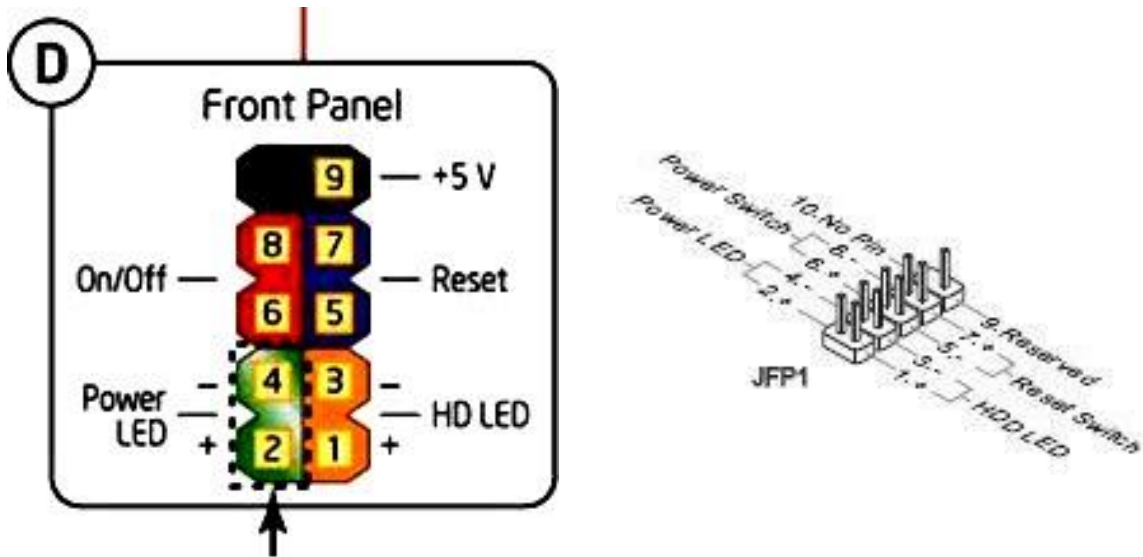 D
Front Panel
9
+5 V
8
7
On/Off
Reset
6
5
4
3
-
-
Power
LED
HD LED
+
+
2
1
Power Switch
10.No Pin
8.-
6.+
Power LED
4.-
2.+
9.Reserved
7.+
5.-
Reset Switch
3.-
1.+
HDD LED
JFP1